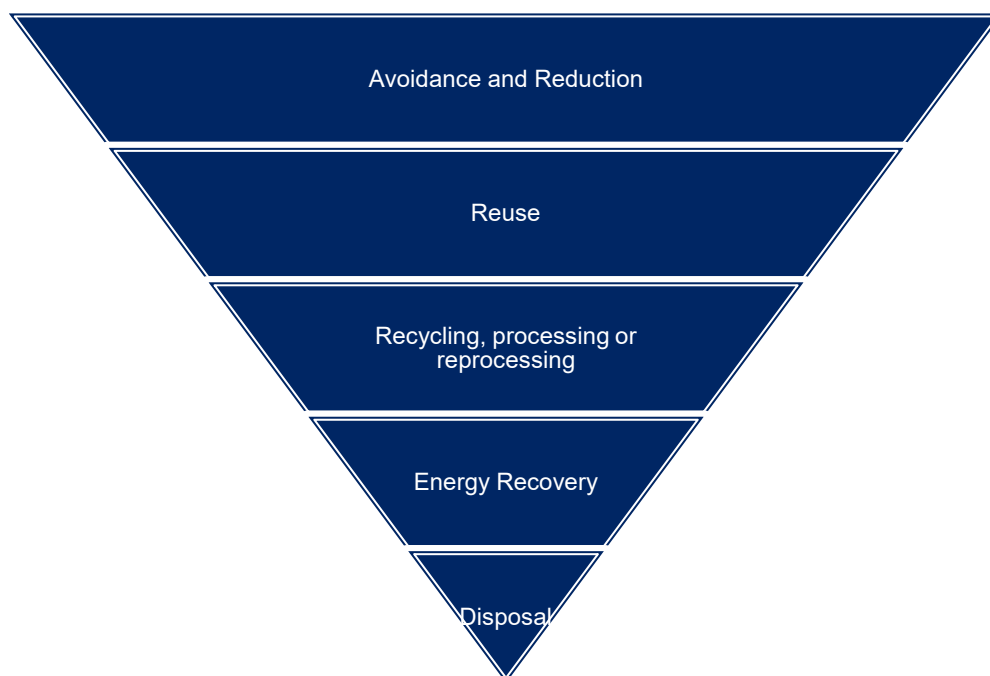 Avoidance and Reduction
Reuse
Recycling, processing or
reprocessing
Energy Recovery
Disposal